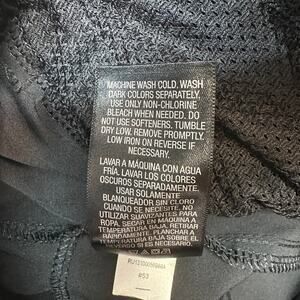 MACHINE WASH COLD. WASH
DARK COLORS SEPARATELY.
USE ONLY NON-CHLORINE
BLEACH WHEN NEEDED. DO
NOT USE SOFTENERS. TUMBLE
DRY LOW. REMOVE PROMPTLY.
LOW IRON ON REVERSE IF
NECESSARY.
LAVAR A MÁQUINA CON AGUA
FRÍA. LAVAR LOS COLORES
OSCUROS SEPARADAMENTE.
USAR SOLAMENTE
BLANQUEADOR SIN CLORO
CUANDO SE NECESITE. NO
UTILIZAR SUAVIZANTES PARA
ROPA. SECAR EN MÁQUINA A
TEMPERATURA BAJA. RETIRAR
RÁPIDAMENTE. PLANCHAR A
TEMPERATURA BAJA SOBRE EL
REVERSO SI ES NECESARIO.
853